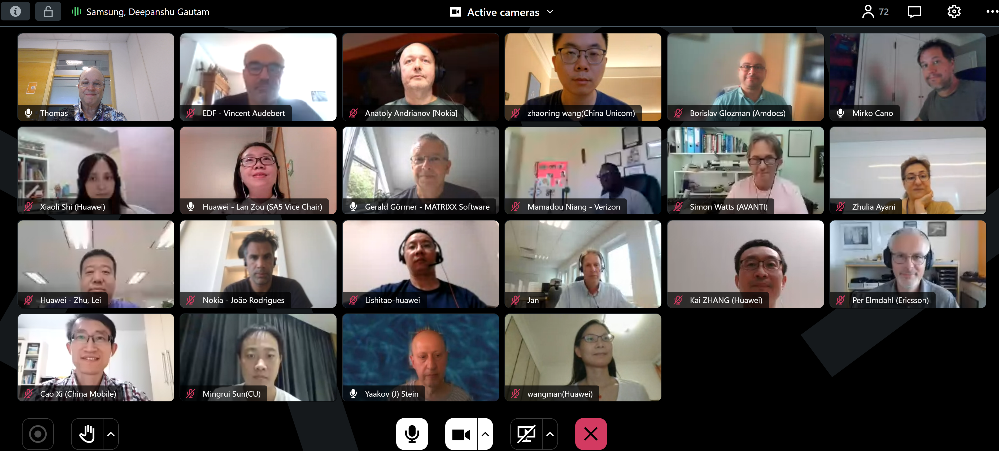 Samsung, Deepanshu Gautam
Active cameras
72
Thomas
EDF - Vincent Audebert
Anatoly Andrianov [Nokia]
zhaoning wang(China Unicom)
Borislav Glozman (Amdocs)
Mirko Cano
Xiaoli Shi (Huawei)
Huawei - Lan Zou (SA5 Vice Chair)
Gerald Görmer - MATRIXX Software
Mamadou Niang - Verizon
Simon Watts (AVANTI)
Zhulia Ayani
Huawei - Zhu, Lei
Nokia - João Rodrigues
Lishitao-huawei
Jan
Kai ZHANG (Huawei)
Per Elmdahl (Ericsson)
Cao Xi (China Mobile)
Mingrui Sun(CU)
Yaakov (J) Stein
wangman(Huawei)